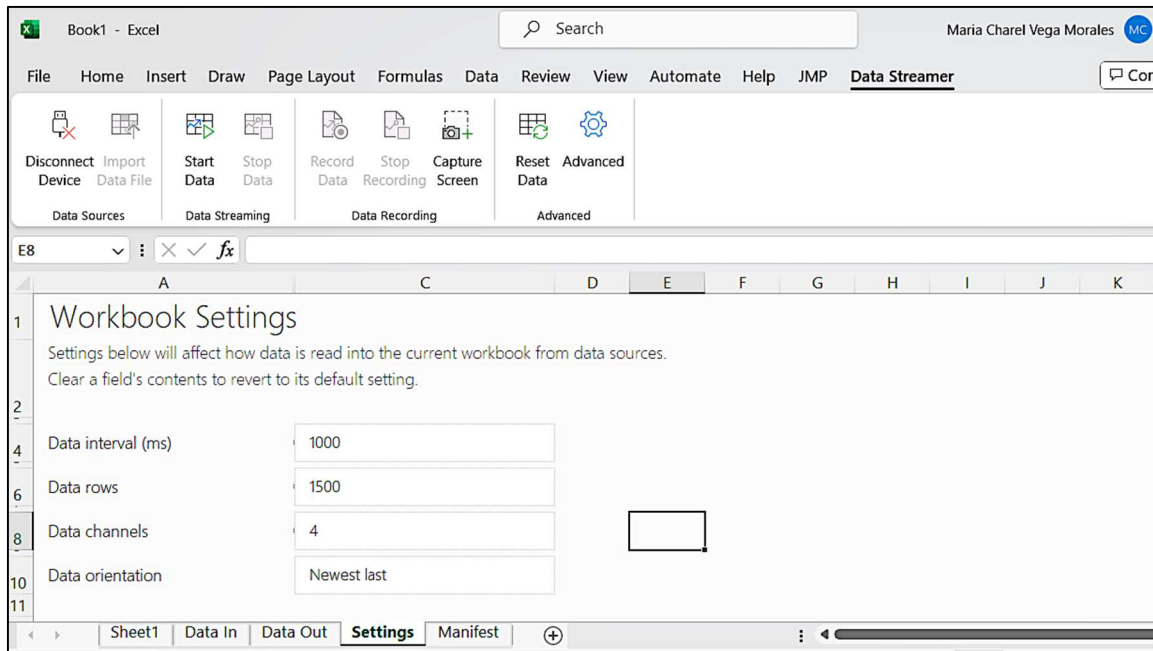 Book1 - Excel
Search
Maria Charel Vega Morales MC
File Home Insert Draw Page Layout Formulas Data Review View Automate Help JMP Data Streamer Cor
Disconnect Import Start Stop Record Stop Capture Reset Advanced
Device Data File Data Data Data Recording Screen Data
Data Sources Data Streaming Data Recording Advanced
E8 fx
A C D E F G H I J K
1 Workbook Settings
Settings below will affect how data is read into the current workbook from data sources.
Clear a field's contents to revert to its default setting.
2
4 Data interval (ms) 1000
6 Data rows 1500
8 Data channels 4
10 Data orientation Newest last
11
Sheet1 Data In Data Out Settings Manifest